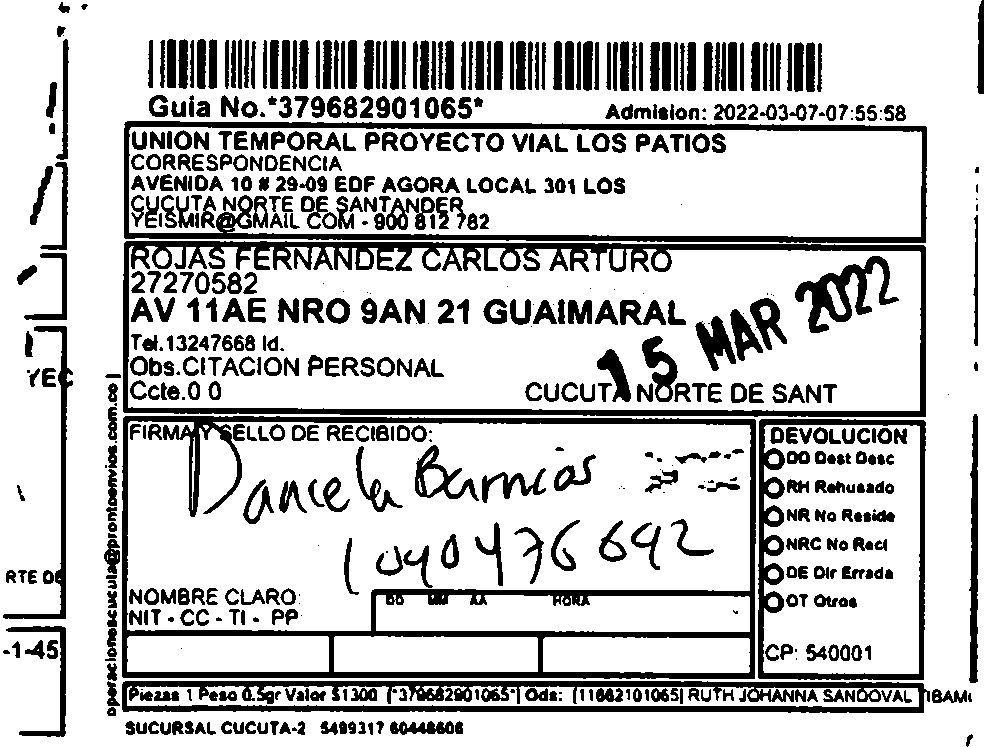 Guia No.*379682901065*
Admision: 2022-03-07-07:55:58
UNION TEMPORAL PROYECTO VIAL LOS PATIOS
CORRESPONDENCIA
AVENIDA 10 # 29-09 EDF AGORA LOCAL 301 LOS
CUCUTA NORTE DE SANTANDER
YEISMIR@GMAIL COM - 900 812 782
ROJAS FERNANDEZ CARLOS ARTURO
27270582
AV 11AE NRO 9AN 21 GUAIMARAL
Tel.13247668 Id.
15 MAR 2022
Obs.CITACION PERSONAL
Ccte.0 0
CUCUTA NORTE DE SANT
YEC
operacionescucuta@prontoenvios.com.co
FIRMA Y SELLO DE RECIBIDO:
Daniela Barrios
1090476692
NOMBRE CLARO:
NIT - CC - TI - PP
DD MM AA HORA
DEVOLUCIÓN
DD Dest Desc
RH Rehusado
NR No Reside
NRC No Recl
DE Dir Errada
OT Otros
CP: 540001
RTE DE
-1-45
Piezas 1 Peso 0.5gr Valor $1300 (*379682901065*) Ods: [11662101065] RUTH JOHANNA SANDOVAL TIBAM
SUCURSAL CUCUTA-2 5499317 60448606